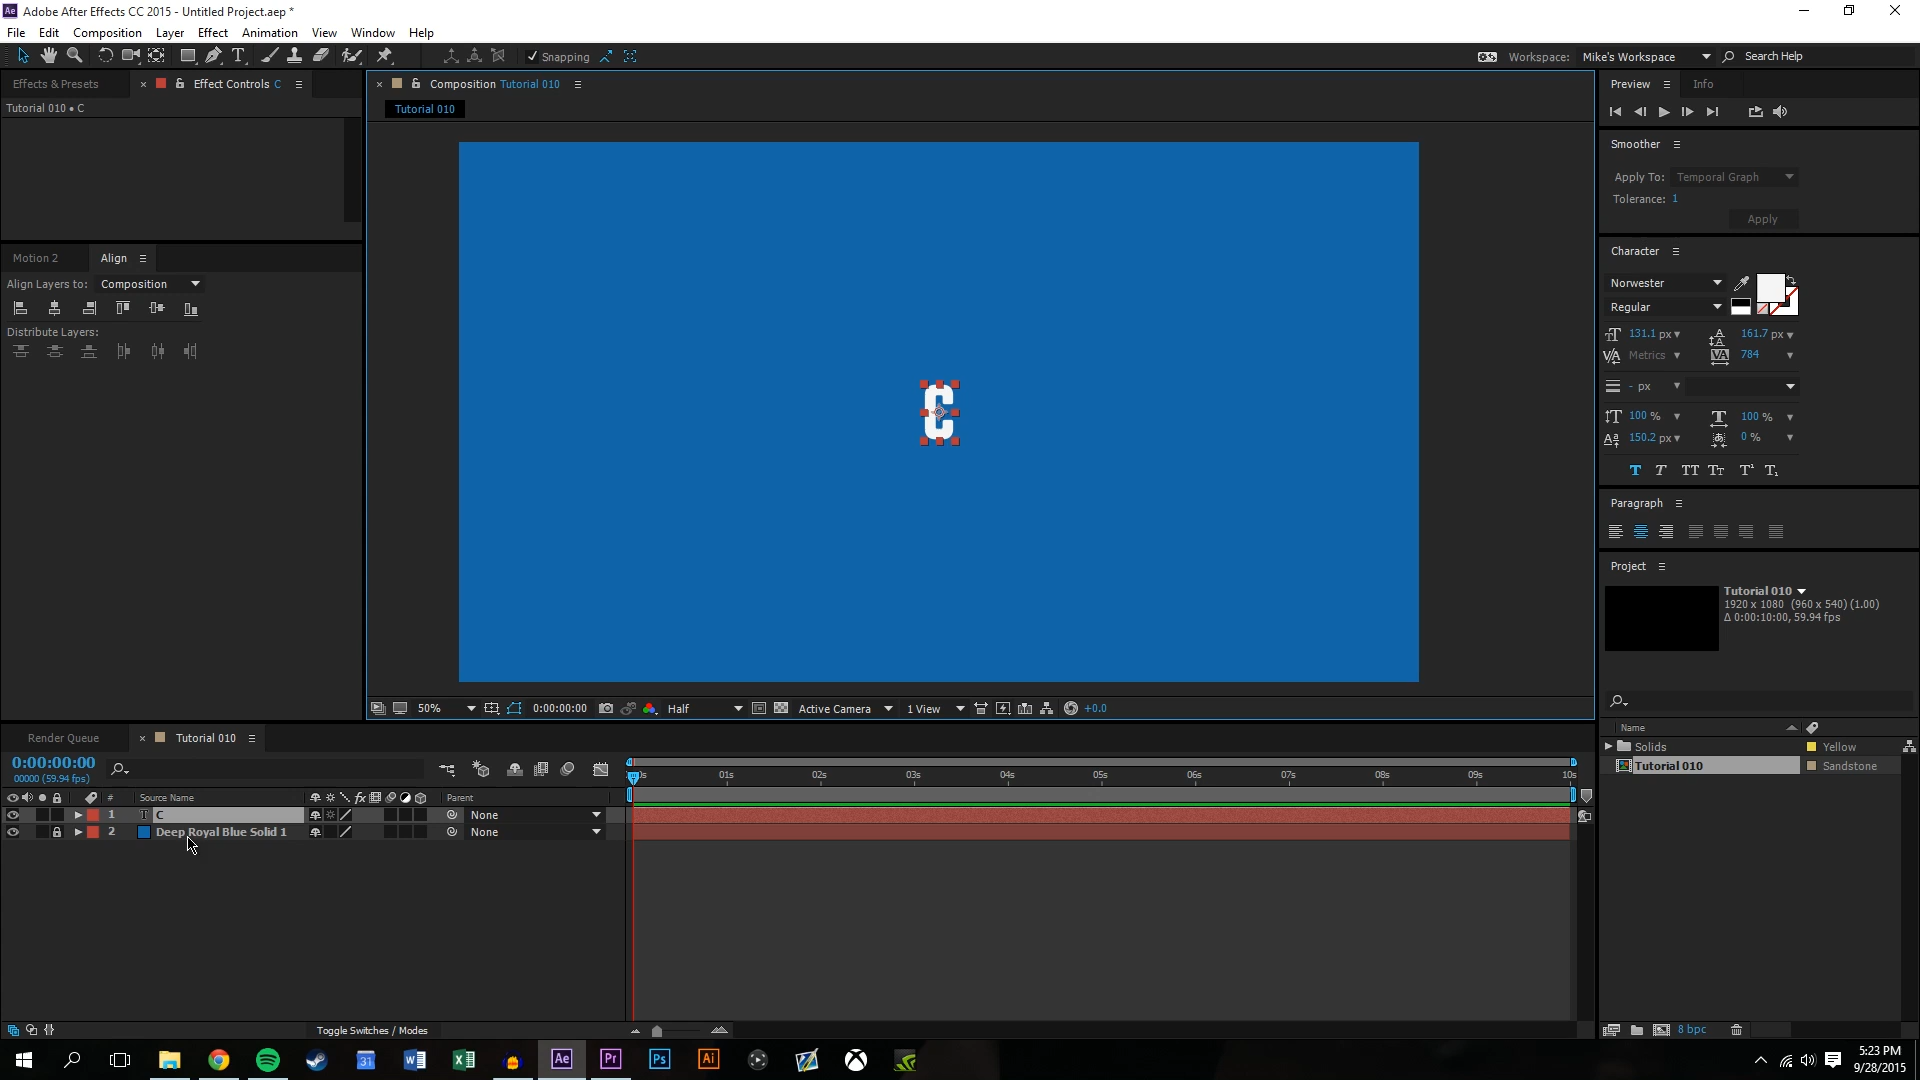 Ae Adobe After Effects CC 2015 - Untitled Project.aep *
File Edit Composition Layer Effect Animation View Window Help
Snapping
Workspace: Mike's Workspace Search Help
Effects & Presets × Effect Controls C
Tutorial 010 • C
× Composition Tutorial 010
Tutorial 010
Preview Info
Smoother
Apply To: Temporal Graph
Tolerance: 1
Apply
Motion 2 Align
Align Layers to: Composition
Distribute Layers:
Character
Norwester
Regular
131.1 px 161.7 px
Metrics 784
- px
100 % 100 %
150.2 px 0 %
C
Paragraph
Project
Tutorial 010
1920 x 1080 (960 x 540) (1.00)
Δ 0:00:10:00, 59.94 fps
50% 0:00:00:00 Half Active Camera 1 View +0.0
Name
Solids Yellow
Tutorial 010 Sandstone
Render Queue × Tutorial 010
0:00:00:00
00000 (59.94 fps)
01s 02s 03s 04s 05s 06s 07s 08s 09s 10s
# Source Name fx Parent
1 T C None
2 Deep Royal Blue Solid 1 None
Toggle Switches / Modes
8 bpc
31 Ae Pr Ps Ai
5:23 PM
9/28/2015